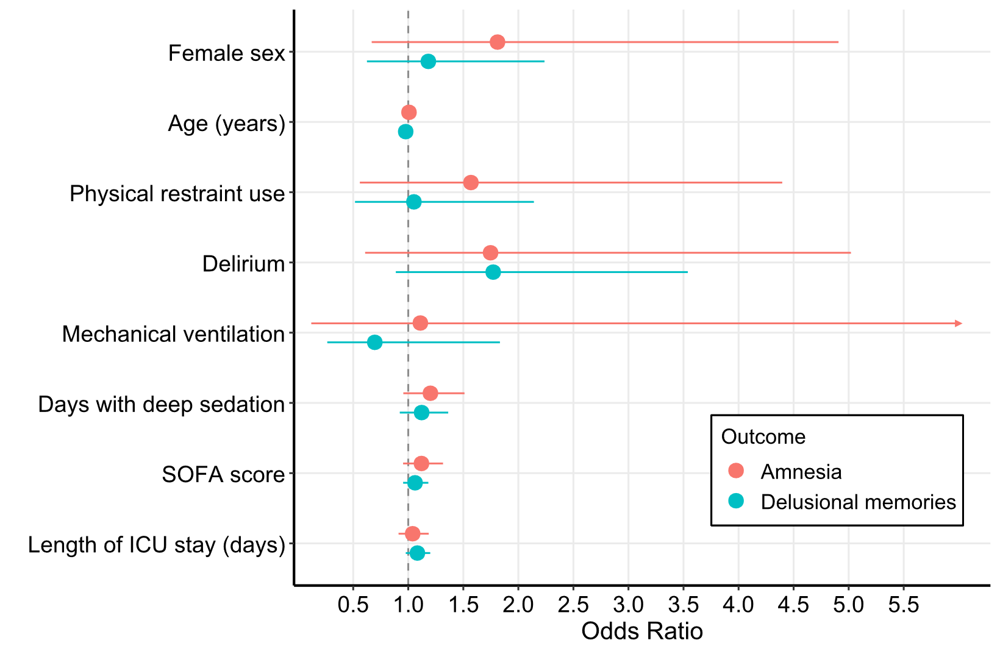 Female sex
Age (years)
Physical restraint use
Delirium
Mechanical ventilation
Days with deep sedation
SOFA score
Length of ICU stay (days)
Outcome
Amnesia
Delusional memories
0.5 1.0 1.5 2.0 2.5 3.0 3.5 4.0 4.5 5.0 5.5
Odds Ratio